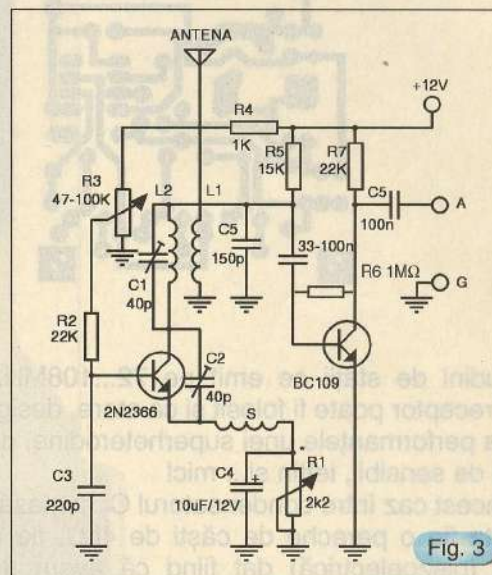 ANTENA
+12V
R4
1K
R5
15K
R7
22K
R3
47-100K
L2
L1
C5
150p
C5
100n
A
33-100n
C1
40p
R6 1MΩ
G
R2
22K
C2
40p
2N2366
BC109
S
C3
220p
C4
10uF/12V
R1
2k2
Fig. 3